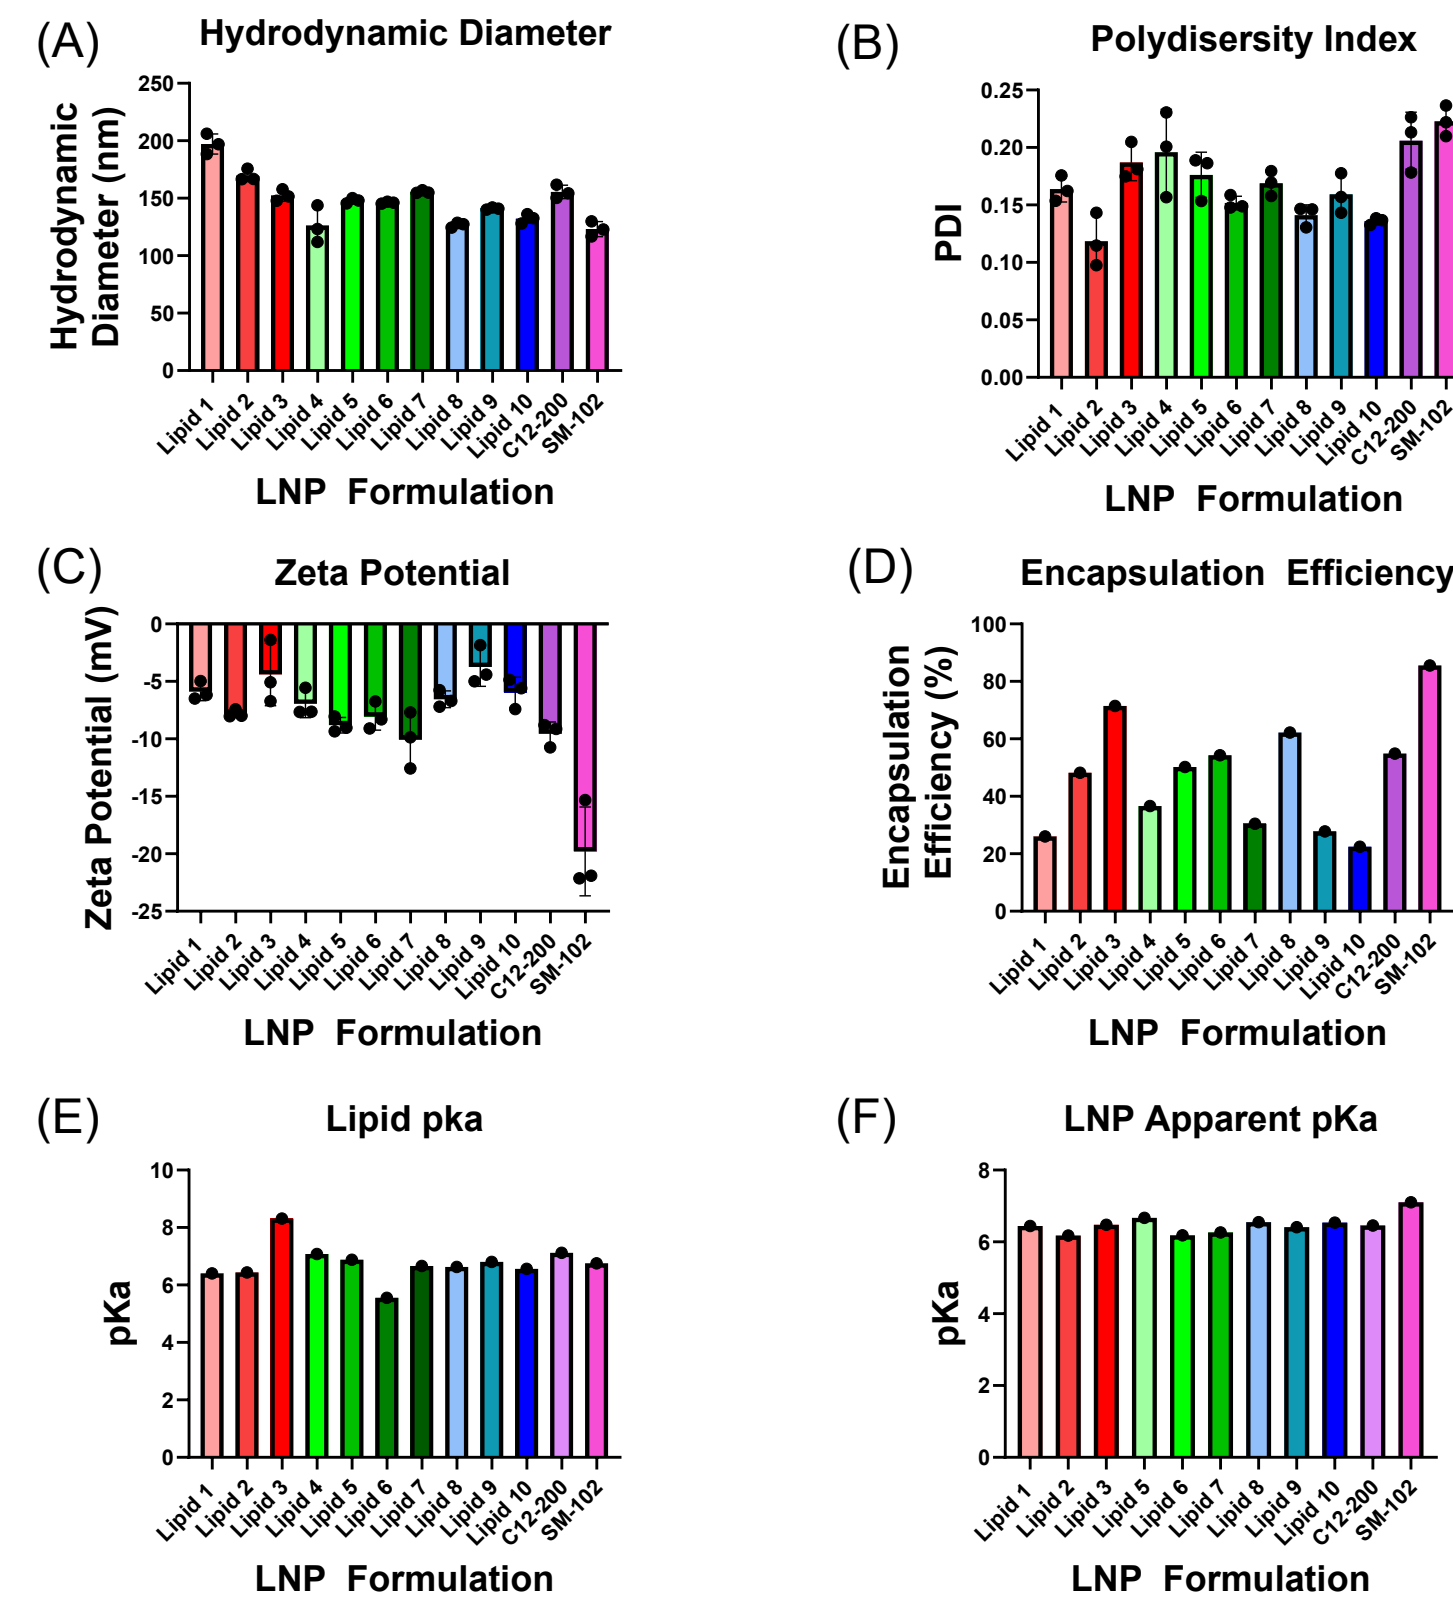 (A)
Hydrodynamic Diameter
Hydrodynamic
Diameter (nm)
250
200
150
100
50
0
Lipid 1
Lipid 2
Lipid 3
Lipid 4
Lipid 5
Lipid 6
Lipid 7
Lipid 8
Lipid 9
Lipid 10
C12-200
SM-102
LNP Formulation
(B)
Polydisersity Index
PDI
0.25
0.20
0.15
0.10
0.05
0.00
Lipid 1
Lipid 2
Lipid 3
Lipid 4
Lipid 5
Lipid 6
Lipid 7
Lipid 8
Lipid 9
Lipid 10
C12-200
SM-102
LNP Formulation
(C)
Zeta Potential
Zeta Potential (mV)
0
-5
-10
-15
-20
-25
Lipid 1
Lipid 2
Lipid 3
Lipid 4
Lipid 5
Lipid 6
Lipid 7
Lipid 8
Lipid 9
Lipid 10
C12-200
SM-102
LNP Formulation
(D)
Encapsulation Efficiency
Encapsulation
Efficiency (%)
100
80
60
40
20
0
Lipid 1
Lipid 2
Lipid 3
Lipid 4
Lipid 5
Lipid 6
Lipid 7
Lipid 8
Lipid 9
Lipid 10
C12-200
SM-102
LNP Formulation
(E)
Lipid pka
pKa
10
8
6
4
2
0
Lipid 1
Lipid 2
Lipid 3
Lipid 4
Lipid 5
Lipid 6
Lipid 7
Lipid 8
Lipid 9
Lipid 10
C12-200
SM-102
LNP Formulation
(F)
LNP Apparent pKa
pKa
8
6
4
2
0
Lipid 1
Lipid 2
Lipid 3
Lipid 5
Lipid 6
Lipid 7
Lipid 8
Lipid 9
Lipid 10
C12-200
SM-102
LNP Formulation